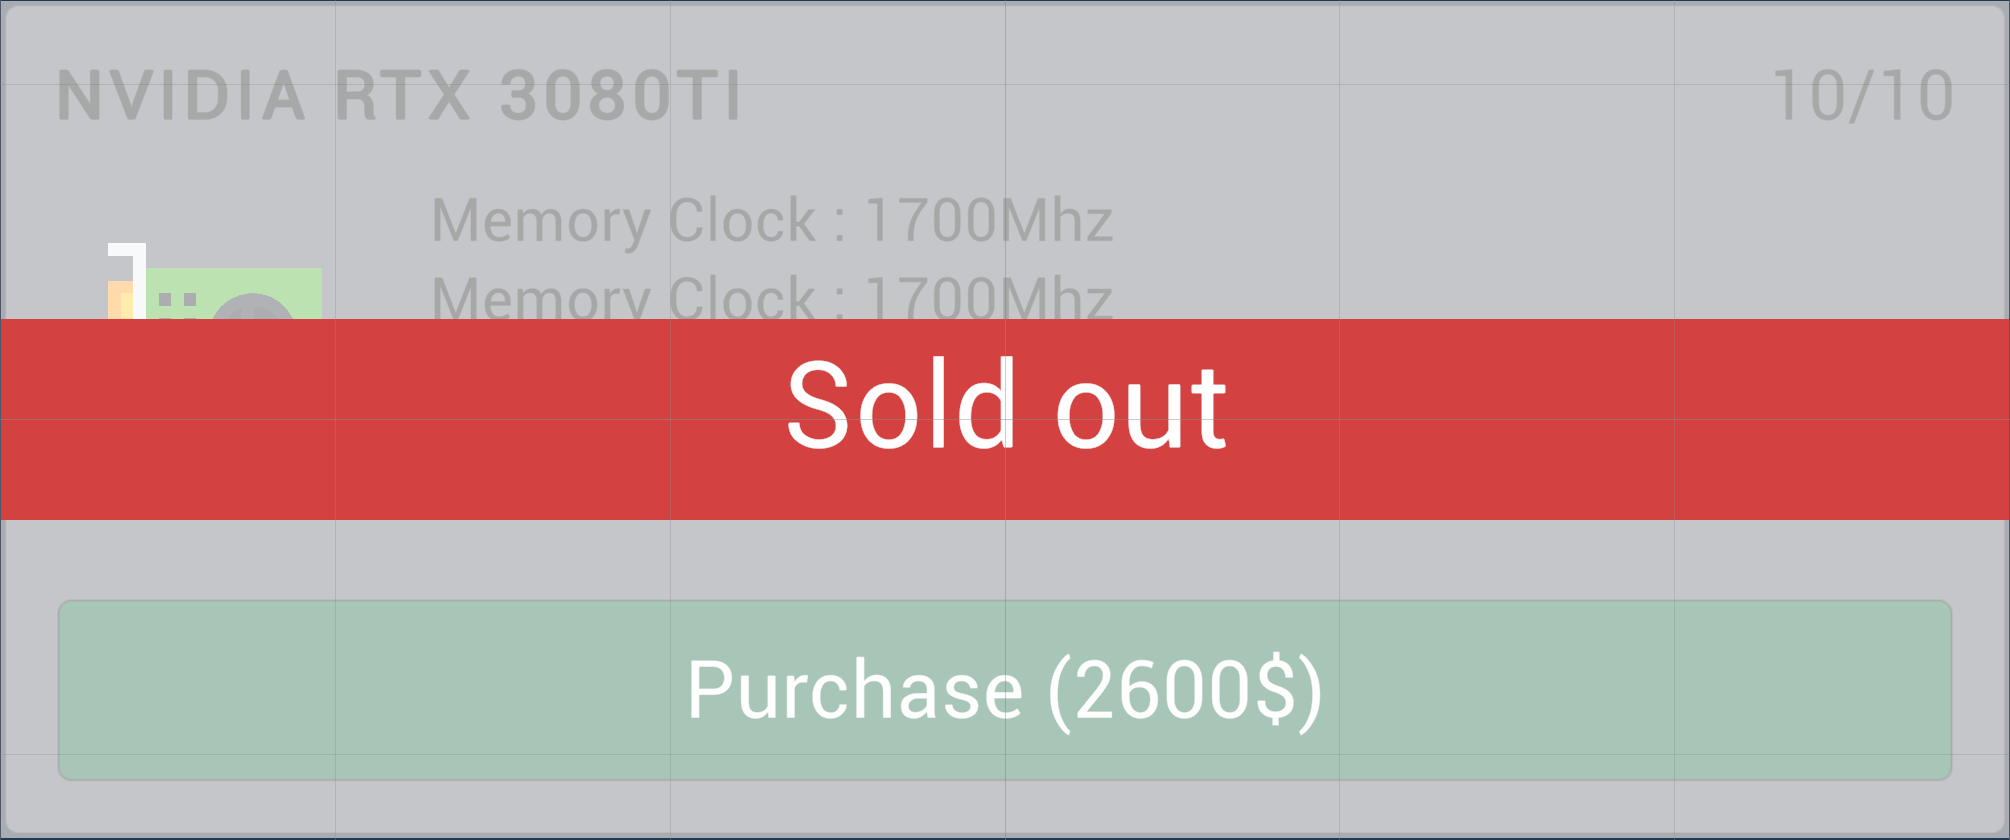 NVIDIA RTX 3080TI
10/10
Memory Clock : 1700Mhz
Memory Clock : 1700Mhz
Sold out
Purchase (2600$)